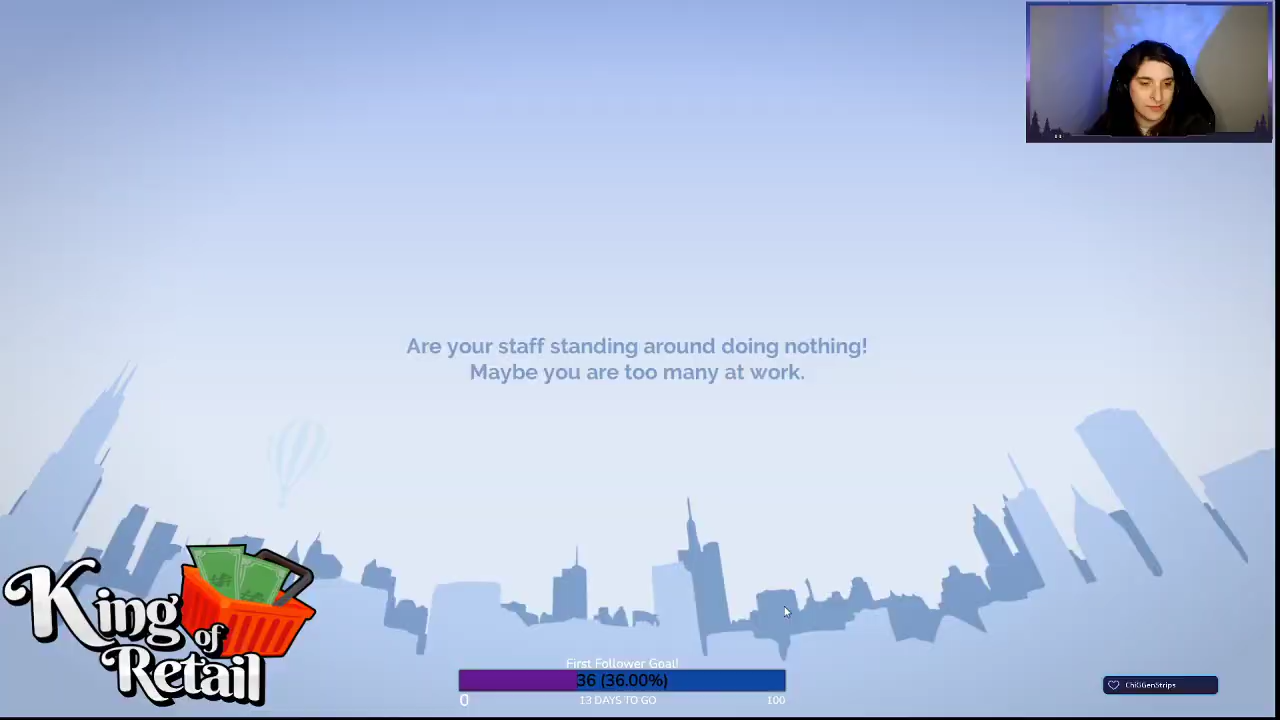 Are your staff standing around doing nothing!
Maybe you are too many at work.
King
of
Retail
First Follower Goal!
36 (36.00%)
0
13 DAYS TO GO
100
ChillGenStrips